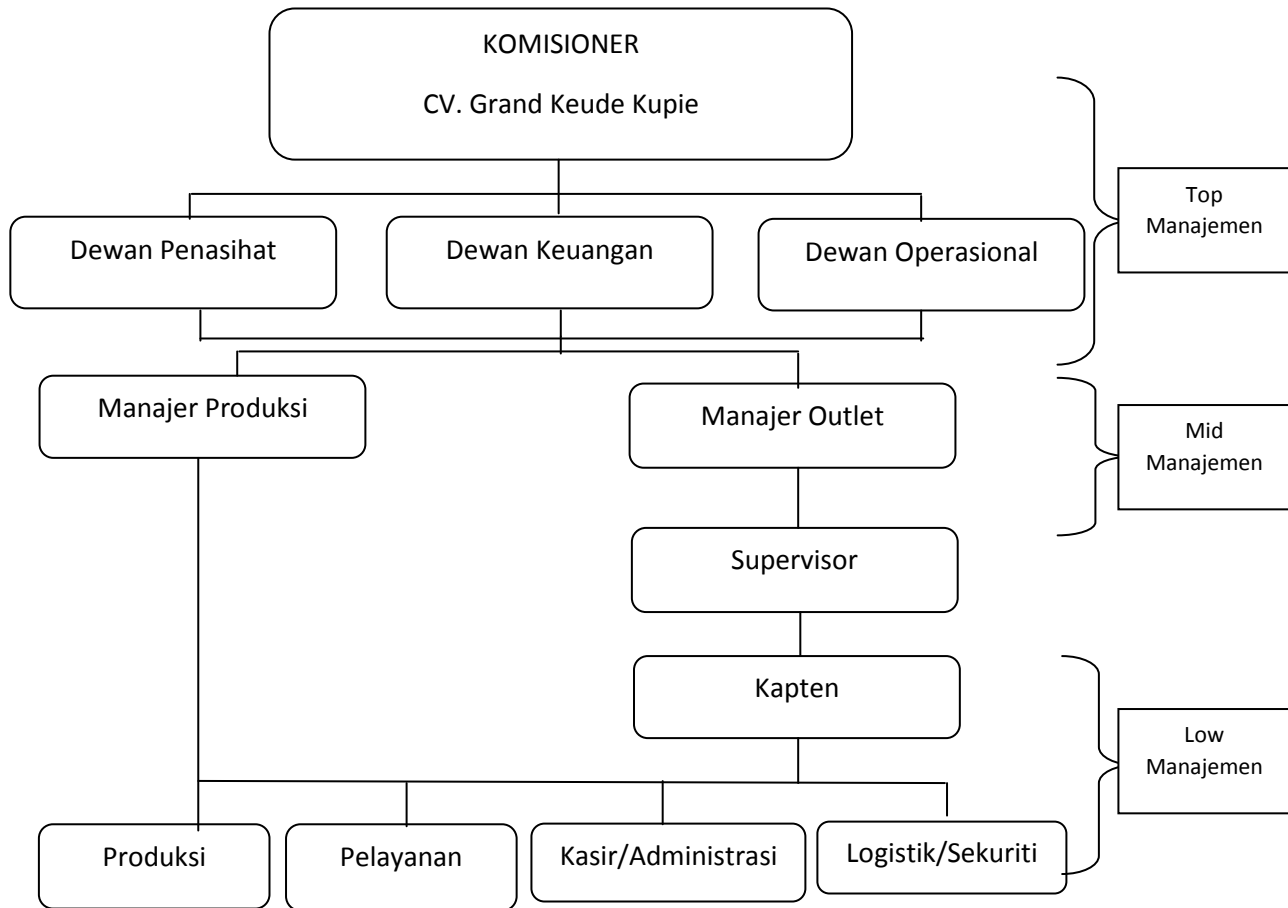 KOMISIONER
CV. Grand Keude Kupie
Top
Manajemen
Dewan Penasihat
Dewan Keuangan
Dewan Operasional
Manajer Produksi
Manajer Outlet
Mid
Manajemen
Supervisor
Kapten
Low
Manajemen
Produksi
Pelayanan
Kasir/Administrasi
Logistik/Sekuriti